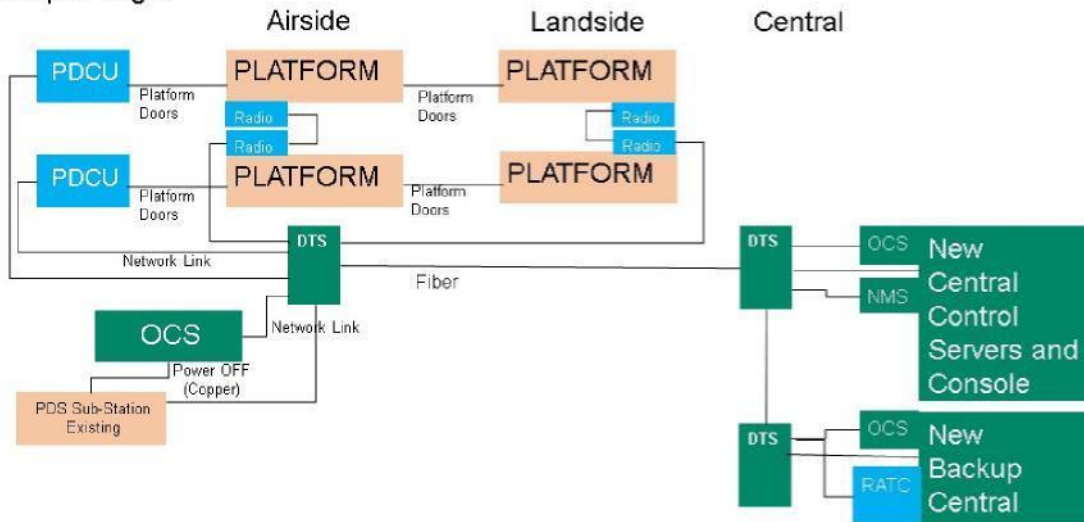 Airside
Landside
Central
PDCU
PLATFORM
PLATFORM
Platform
Doors
Platform
Doors
Radio
Radio
Radio
Radio
PDCU
PLATFORM
PLATFORM
Platform
Doors
Platform
Doors
DTS
DTS
OCS
New
Central
Control
Servers and
Console
NMS
Network Link
Fiber
OCS
Network Link
Power OFF
(Copper)
PDS Sub-Station
Existing
DTS
OCS
New
Backup
Central
RATC